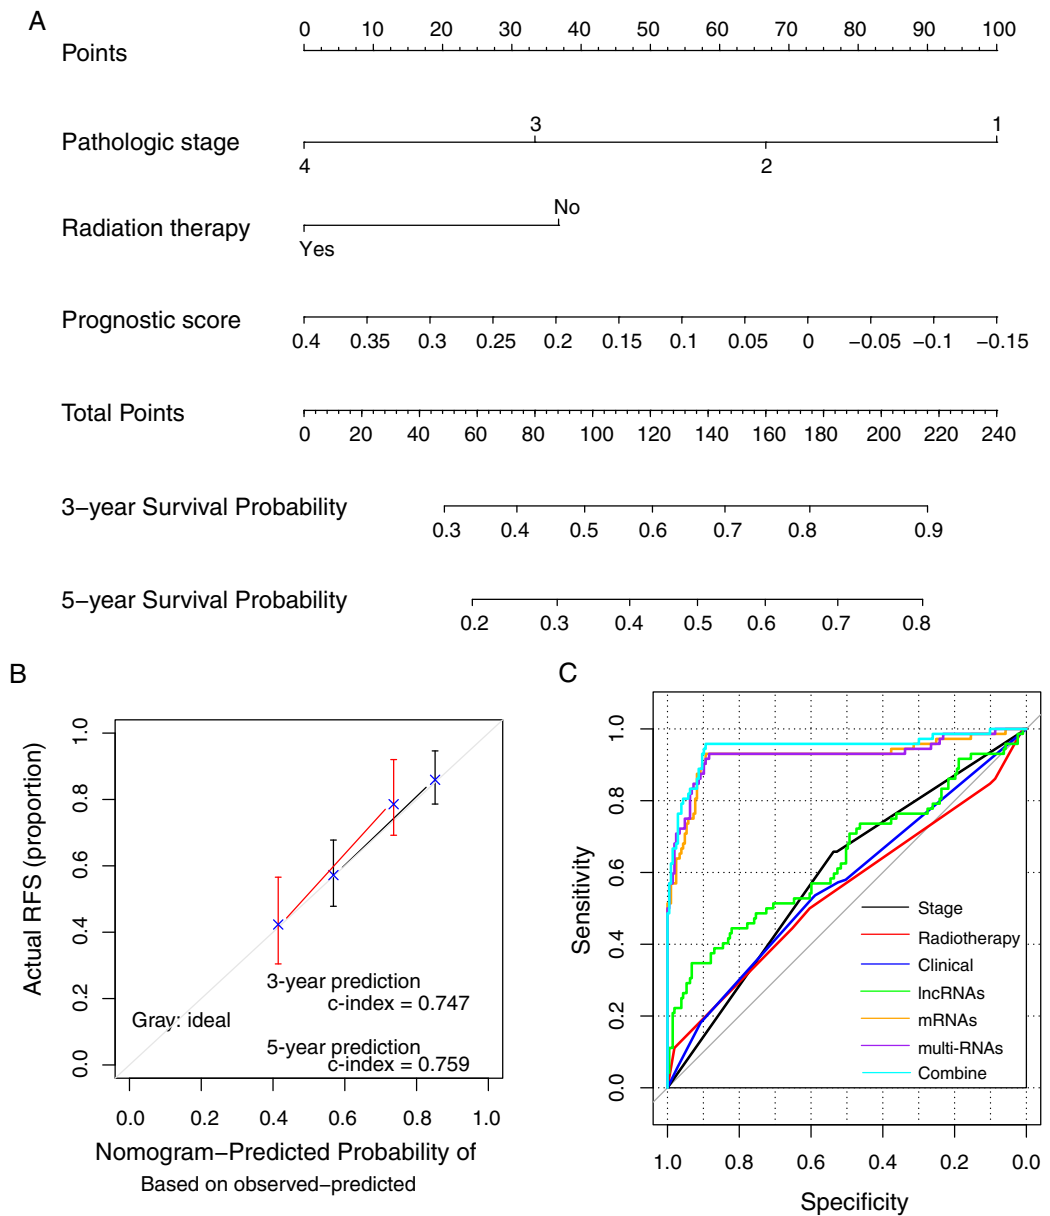 A
Points
0 10 20 30 40 50 60 70 80 90 100
Pathologic stage
3 1
4 2
Radiation therapy
No
Yes
Prognostic score
0.4 0.35 0.3 0.25 0.2 0.15 0.1 0.05 0 −0.05 −0.1 −0.15
Total Points
0 20 40 60 80 100 120 140 160 180 200 220 240
3−year Survival Probability
0.3 0.4 0.5 0.6 0.7 0.8 0.9
5−year Survival Probability
0.2 0.3 0.4 0.5 0.6 0.7 0.8
B
Actual RFS (proportion)
1.0
0.8
0.6
0.4
0.2
0.0
3-year prediction
c-index = 0.747
Gray: ideal
5-year prediction
c-index = 0.759
0.0 0.2 0.4 0.6 0.8 1.0
Nomogram−Predicted Probability of
Based on observed−predicted
C
Sensitivity
1.0
0.8
0.6
0.4
0.2
0.0
Stage
Radiotherapy
Clinical
lncRNAs
mRNAs
multi-RNAs
Combine
1.0 0.8 0.6 0.4 0.2 0.0
Specificity